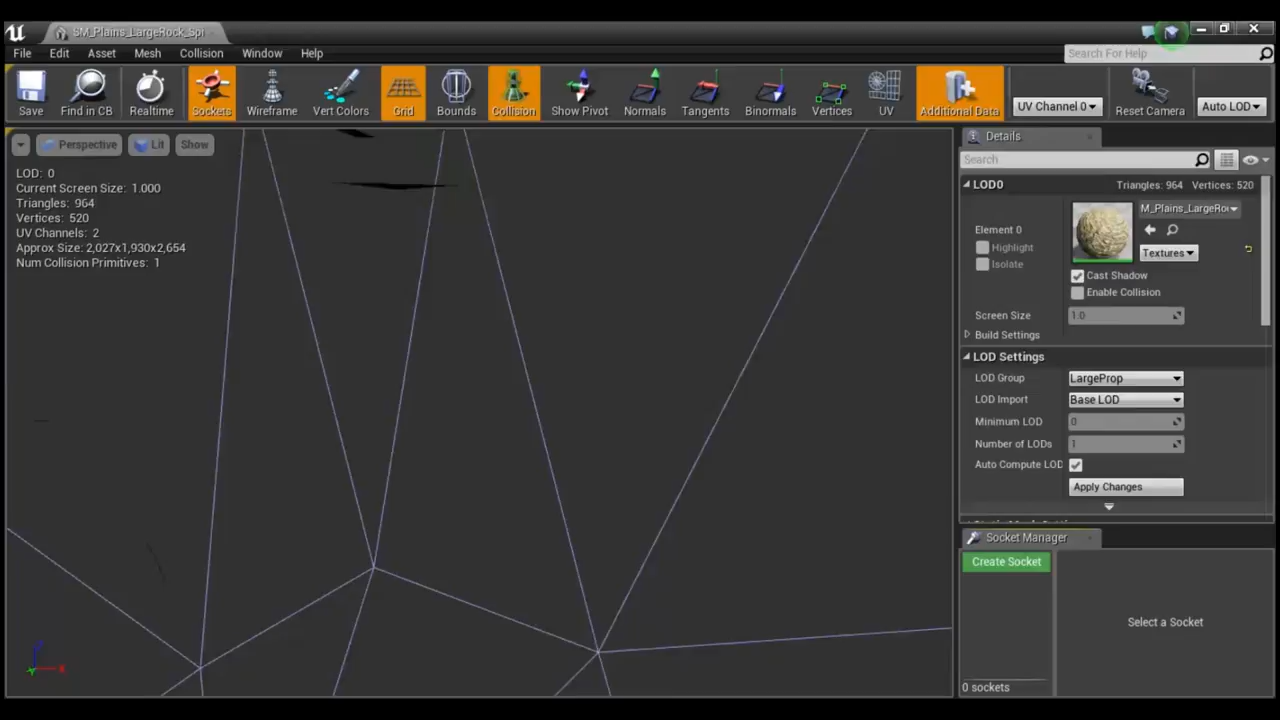 SM_Plains_LargeRock_Spi
File Edit Asset Mesh Collision Window Help
Search For Help
Save Find in CB Realtime Sockets Wireframe Vert Colors Grid Bounds Collision Show Pivot Normals Tangents Binormals Vertices UV Additional Data UV Channel 0 Reset Camera Auto LOD
Perspective Lit Show
LOD: 0
Current Screen Size: 1.000
Triangles: 964
Vertices: 520
UV Channels: 2
Approx Size: 2,027x1,930x2,654
Num Collision Primitives: 1
Details
Search
LOD0 Triangles: 964 Vertices: 520
M_Plains_LargeRo
Element 0
Highlight
Isolate
Textures
Cast Shadow
Enable Collision
Screen Size 1.0
Build Settings
LOD Settings
LOD Group LargeProp
LOD Import Base LOD
Minimum LOD 0
Number of LODs 1
Auto Compute LOD
Apply Changes
Socket Manager
Create Socket
Select a Socket
0 sockets
X